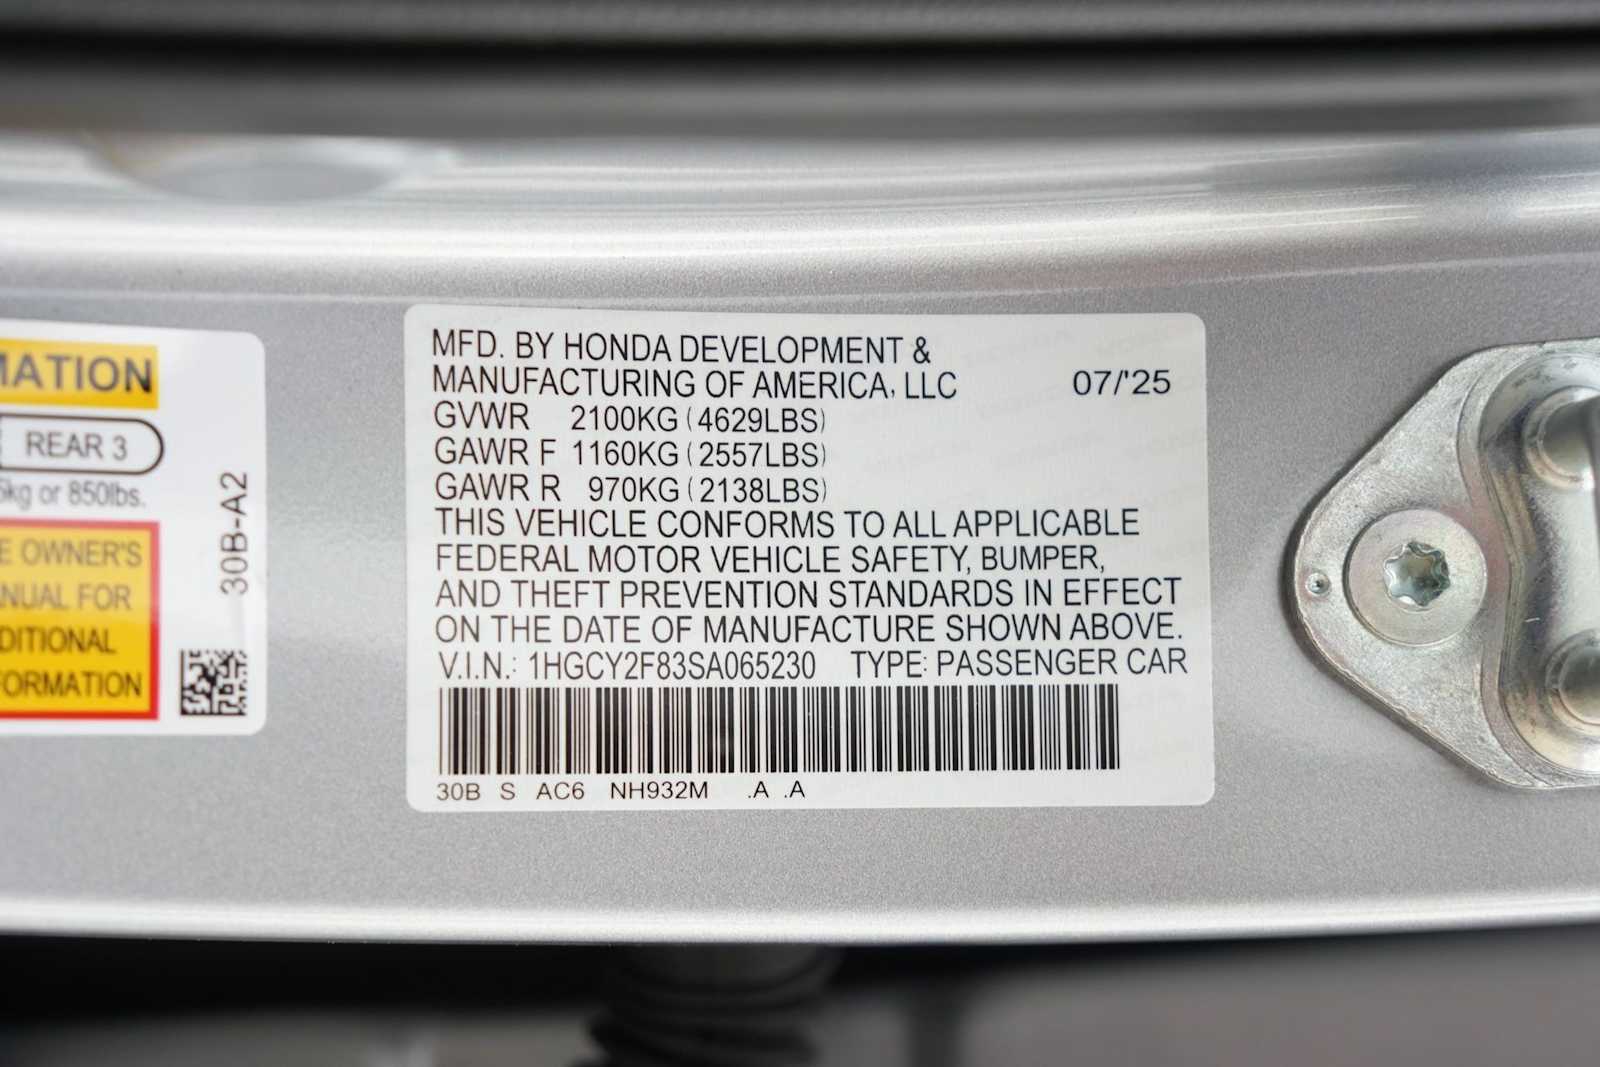 MATION
REAR 3
5kg or 850lbs.
E OWNER'S
ANUAL FOR
DITIONAL
FORMATION
30B-A2
MFD. BY HONDA DEVELOPMENT &
MANUFACTURING OF AMERICA, LLC 07/'25
GVWR 2100KG (4629LBS)
GAWR F 1160KG (2557LBS)
GAWR R 970KG (2138LBS)
THIS VEHICLE CONFORMS TO ALL APPLICABLE
FEDERAL MOTOR VEHICLE SAFETY, BUMPER,
AND THEFT PREVENTION STANDARDS IN EFFECT
ON THE DATE OF MANUFACTURE SHOWN ABOVE.
V.I.N.: 1HGCY2F83SA065230 TYPE: PASSENGER CAR
30B S AC6 NH932M .A .A